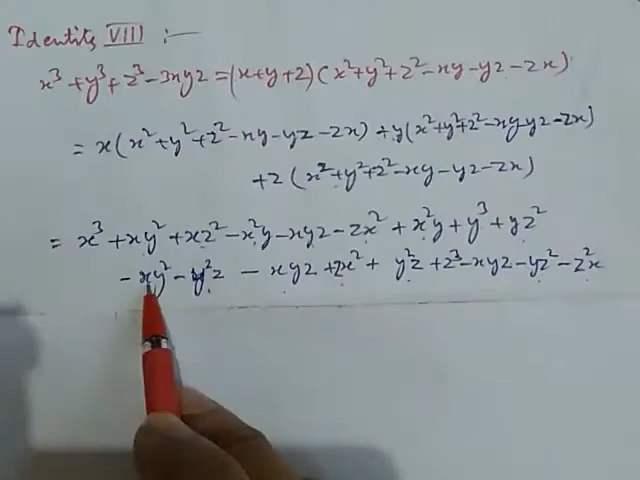 Identity VIII :—
x³ + y³ + z³ - 3xyz = (x+y+z) (x²+y²+z²-xy-yz-zx)
= x(x²+y²+z²-xy-yz-zx) + y(x²+y²+z²-xy-yz-zx)
+z (x²+y²+z²-xy-yz-zx)
= x³ + xy² + xz² - x²y - xyz - zx² + x²y + y³ + yz²
- xy² - y²z - xyz + zx² + y²z + z³ - xyz - yz² - z²x